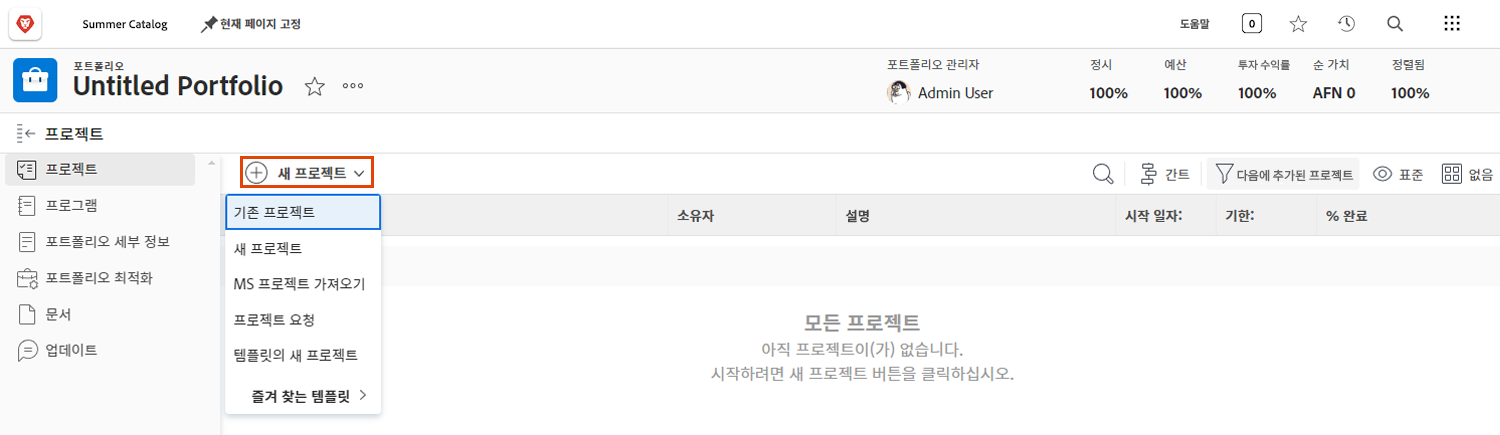 Summer Catalog
현재 페이지 고정
도움말
0
포트폴리오
Untitled Portfolio
포트폴리오 관리자
Admin User
정시
100%
예산
100%
투자 수익률
100%
순 가치
AFN 0
정렬됨
100%
프로젝트
프로젝트
프로그램
포트폴리오 세부 정보
포트폴리오 최적화
문서
업데이트
새 프로젝트
간트
다음에 추가된 프로젝트
표준
없음
기존 프로젝트
새 프로젝트
MS 프로젝트 가져오기
프로젝트 요청
템플릿의 새 프로젝트
즐겨 찾는 템플릿
소유자
설명
시작 일자:
기한:
% 완료
모든 프로젝트
아직 프로젝트이(가) 없습니다.
시작하려면 새 프로젝트 버튼을 클릭하십시오.